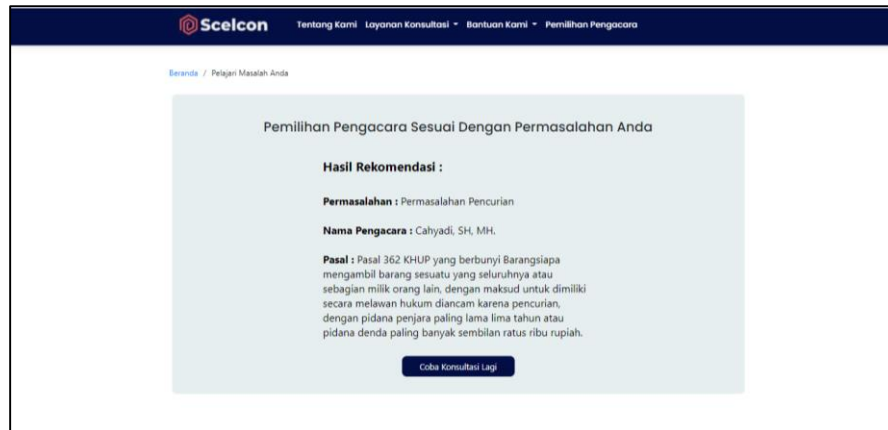 Scelcon
Tentang Kami Layanan Konsultasi Bantuan Kami Pemilihan Pengacara
Beranda / Pelajari Masalah Anda
Pemilihan Pengacara Sesuai Dengan Permasalahan Anda
Hasil Rekomendasi :
Permasalahan : Permasalahan Pencurian
Nama Pengacara : Cahyadi, SH, MH.
Pasal : Pasal 362 KHUP yang berbunyi Barangsiapa
mengambil barang sesuatu yang seluruhnya atau
sebagian milik orang lain, dengan maksud untuk dimiliki
secara melawan hukum diancam karena pencurian,
dengan pidana penjara paling lama lima tahun atau
pidana denda paling banyak sembilan ratus ribu rupiah.
Coba Konsultasi Lagi